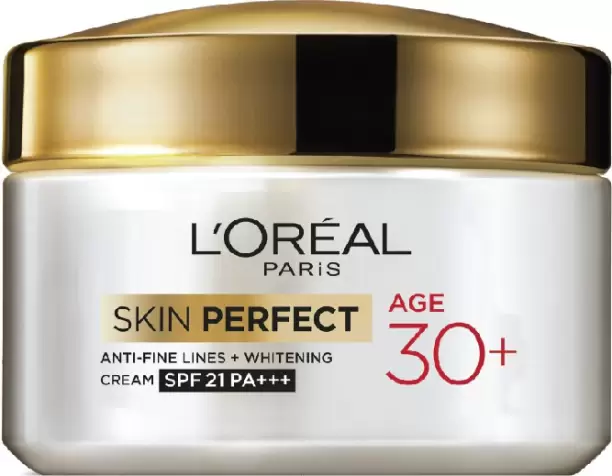 L'ORÉAL
PARiS
SKIN PERFECT
ANTI-FINE LINES + WHITENING
CREAM SPF 21 PA+++
AGE
30+